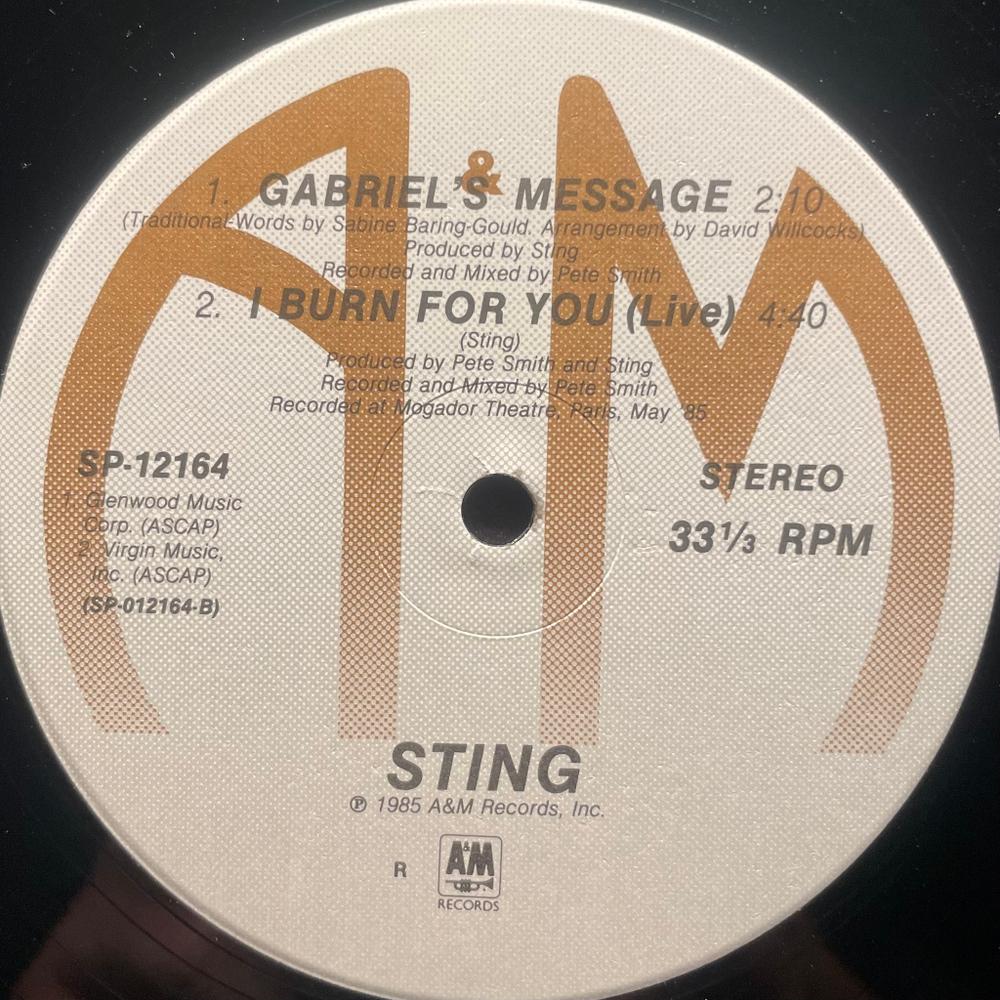 A&M
1. GABRIEL'S MESSAGE 2:10
(Traditional-Words by Sabine Baring-Gould. Arrangement by David Willcocks)
Produced by Sting
Recorded and Mixed by Pete Smith
2. I BURN FOR YOU (Live) 4:40
(Sting)
Produced by Pete Smith and Sting
Recorded and Mixed by Pete Smith
Recorded at Mogador Theatre, Paris, May '85
SP-12164
1. Glenwood Music
Corp. (ASCAP)
2. Virgin Music,
Inc. (ASCAP)
(SP-012164-B)
STEREO
33⅓ RPM
STING
℗ 1985 A&M Records, Inc.
R
A&M
RECORDS